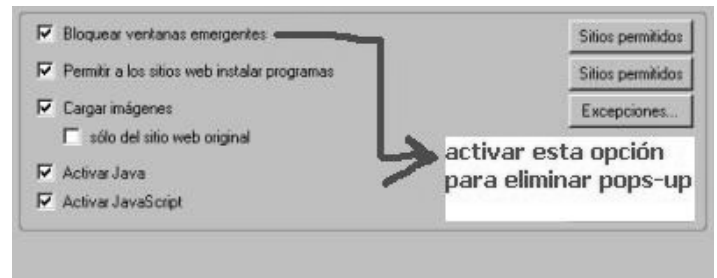 Bloquear ventanas emergentes
Sitios permitidos
Permitir a los sitios web instalar programas
Sitios permitidos
Cargar imágenes
Excepciones...
sólo del sitio web original
activar esta opción
para eliminar pops-up
Activar Java
Activar JavaScript